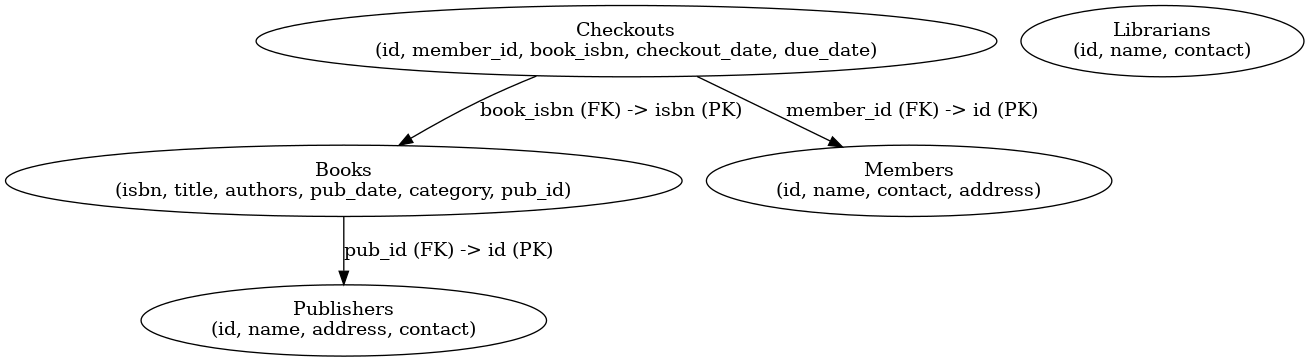 Checkouts
(id, member_id, book_isbn, checkout_date, due_date)
Librarians
(id, name, contact)
book_isbn (FK) -> isbn (PK)
member_id (FK) -> id (PK)
Books
(isbn, title, authors, pub_date, category, pub_id)
Members
(id, name, contact, address)
pub_id (FK) -> id (PK)
Publishers
(id, name, address, contact)